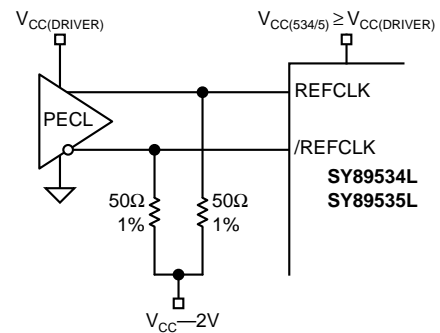 VCC(DRIVER)
VCC(534/5) ≥ VCC(DRIVER)
REFCLK
PECL
/REFCLK
SY89534L
SY89535L
50Ω
1%
50Ω
1%
VCC—2V